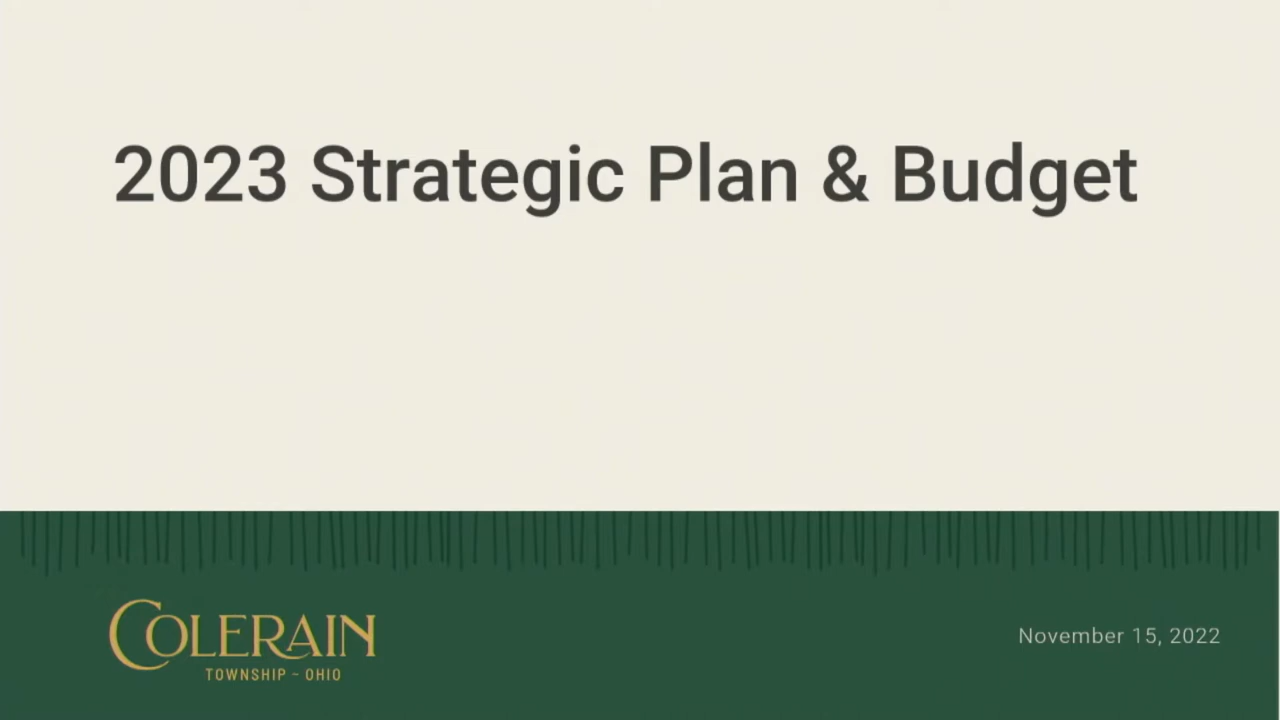 2023 Strategic Plan & Budget
COLERAIN
TOWNSHIP ~ OHIO
November 15, 2022